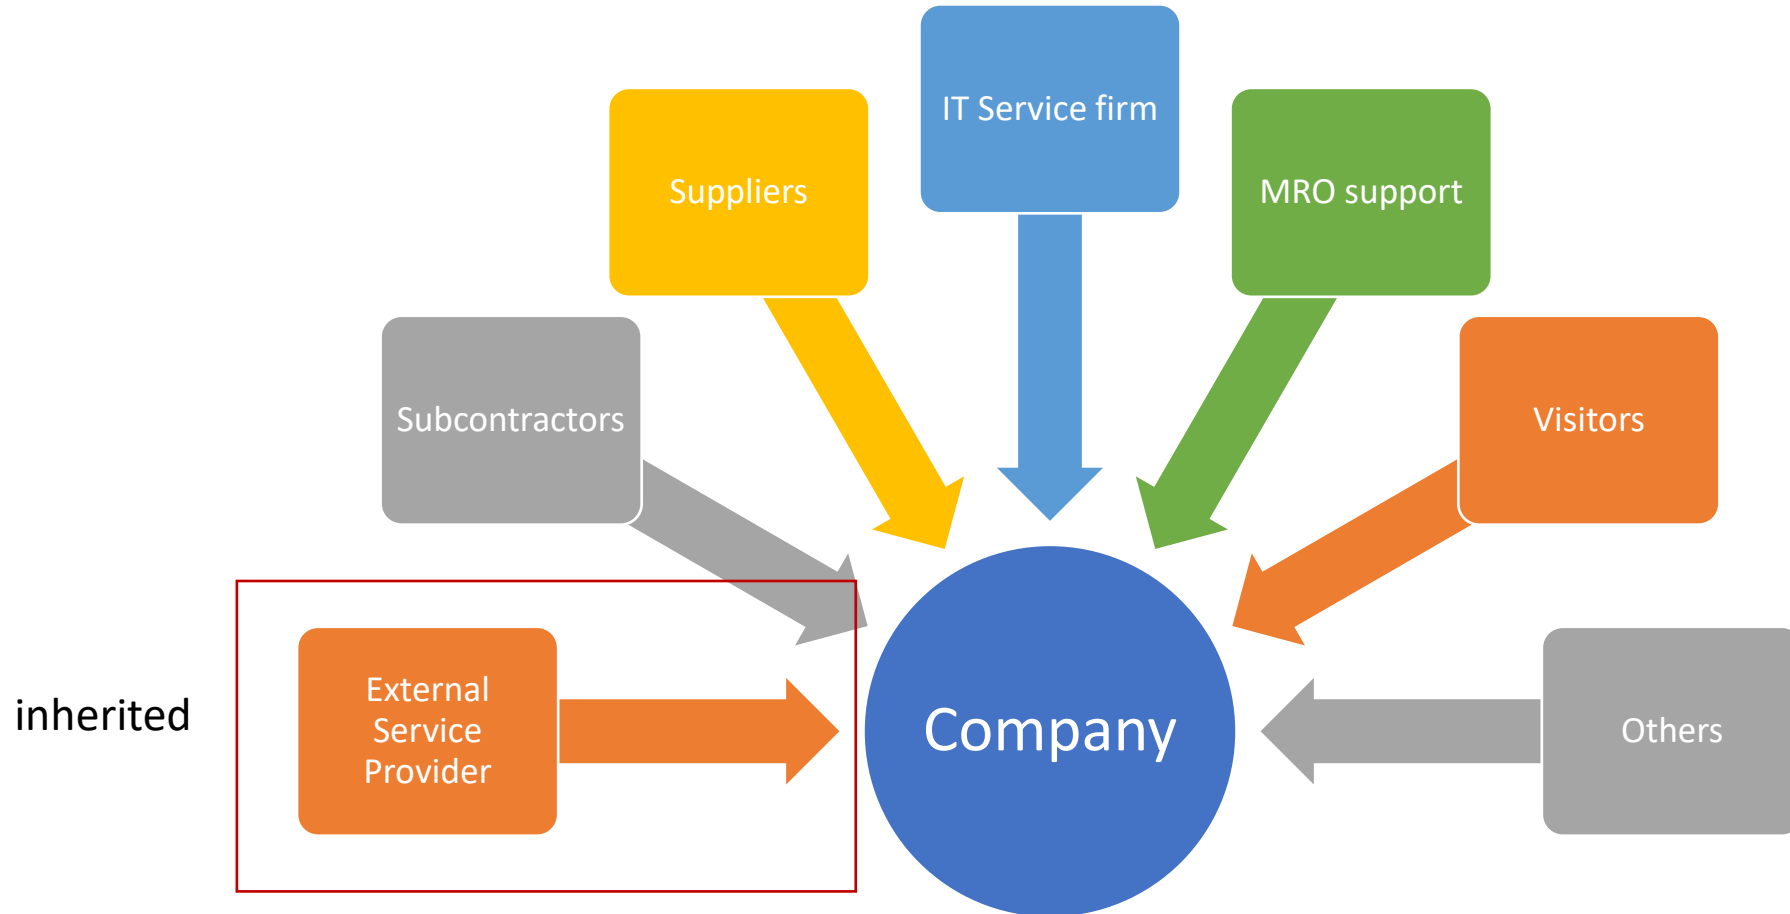 IT Service firm
Suppliers
MRO support
Subcontractors
Visitors
inherited
External
Service
Provider
Company
Others